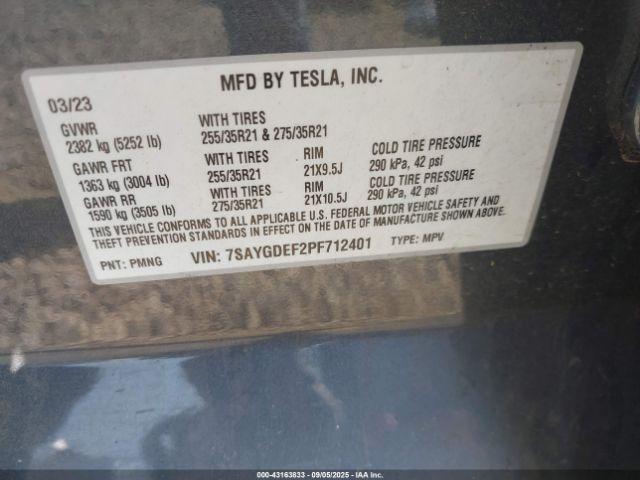 MFD BY TESLA, INC.
03/23
GVWR
2382 kg (5252 lb)
WITH TIRES
255/35R21 & 275/35R21
GAWR FRT
1363 kg (3004 lb)
WITH TIRES
255/35R21
RIM
21X9.5J
COLD TIRE PRESSURE
290 kPa, 42 psi
GAWR RR
1590 kg (3505 lb)
WITH TIRES
275/35R21
RIM
21X10.5J
COLD TIRE PRESSURE
290 kPa, 42 psi
THIS VEHICLE CONFORMS TO ALL APPLICABLE U.S. FEDERAL MOTOR VEHICLE SAFETY AND
THEFT PREVENTION STANDARDS IN EFFECT ON THE DATE OF MANUFACTURE SHOWN ABOVE.
PNT: PMNG VIN: 7SAYGDEF2PF712401 TYPE: MPV
000-43163833 - 09/05/2025 - IAAI.COM